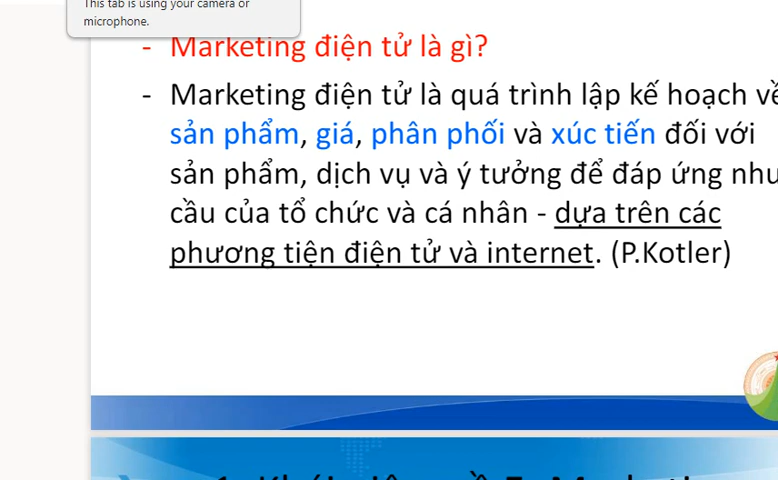 This tab is using your camera or
microphone.
- Marketing điện tử là gì?
- Marketing điện tử là quá trình lập kế hoạch về
sản phẩm, giá, phân phối và xúc tiến đối với
sản phẩm, dịch vụ và ý tưởng để đáp ứng nhu
cầu của tổ chức và cá nhân - dựa trên các
phương tiện điện tử và internet. (P.Kotler)